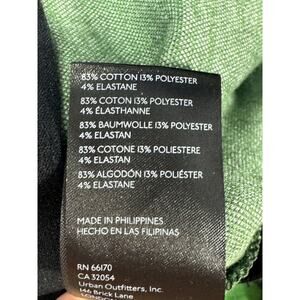 83% COTTON 13% POLYESTER
4% ELASTANE
83% COTON 13% POLYESTER
4% ÉLASTHANNE
83% BAUMWOLLE 13% POLYESTER
4% ELASTAN
83% COTONE 13% POLIESTERE
4% ELASTAN
83% ALGODÓN 13% POLIÉSTER
4% ELASTANE
MADE IN PHILIPPINES
HECHO EN LAS FILIPINAS
RN 66170
CA 32054
Urban Outfitters, Inc.
146 Brick Lane